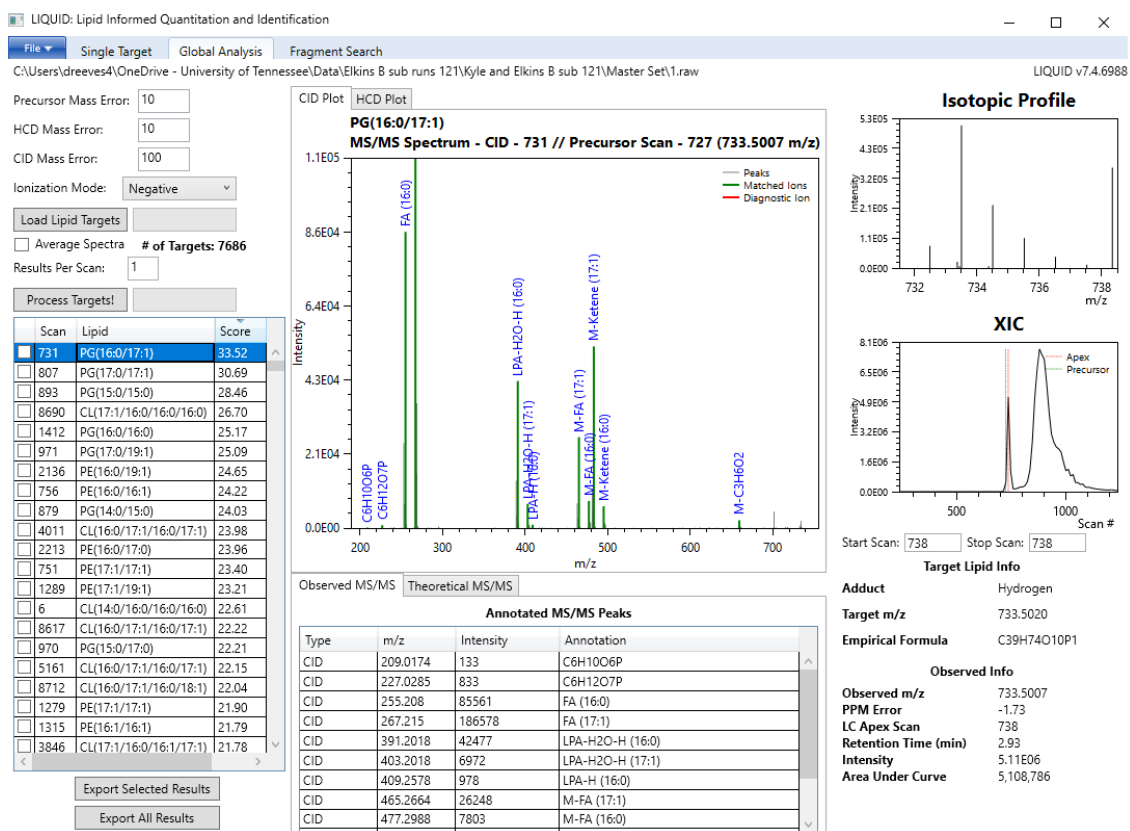 LIQUID: Lipid Informed Quantitation and Identification
File Single Target Global Analysis Fragment Search
C:\Users\dreeves4\OneDrive - University of Tennessee\Data\Elkins B sub runs 121\Kyle and Elkins B sub 121\Master Set\1.raw LIQUID v7.4.6988
Precursor Mass Error: 10
HCD Mass Error: 10
CID Mass Error: 100
Ionization Mode: Negative
Load Lipid Targets
Average Spectra # of Targets: 7686
Results Per Scan: 1
Process Targets!
Scan Lipid Score
731 PG(16:0/17:1) 33.52
807 PG(17:0/17:1) 30.69
893 PG(15:0/15:0) 28.46
8690 CL(17:1/16:0/16:0/16:0) 26.70
1412 PG(16:0/16:0) 25.17
971 PG(17:0/19:1) 25.09
2136 PE(16:0/19:1) 24.65
756 PE(16:0/16:1) 24.22
879 PG(14:0/15:0) 24.03
4011 CL(16:0/17:1/16:0/17:1) 23.98
2213 PE(16:0/17:0) 23.96
751 PE(17:1/17:1) 23.40
1289 PE(17:1/19:1) 23.21
6 CL(14:0/16:0/16:0/16:0) 22.61
8617 CL(16:0/17:1/16:0/16:1) 22.22
970 PG(15:0/17:0) 22.21
5161 CL(16:0/17:1/16:0/17:1) 22.15
8712 CL(16:0/17:1/16:0/18:1) 22.04
1279 PE(17:1/17:1) 21.90
1315 PE(16:1/16:1) 21.79
3846 CL(17:1/16:0/16:1/17:1) 21.78
Export Selected Results
Export All Results
CID Plot HCD Plot
PG(16:0/17:1)
MS/MS Spectrum - CID - 731 // Precursor Scan - 727 (733.5007 m/z)
Peaks
Matched Ions
Diagnostic Ion
1.1E05
8.6E04
6.4E04
4.3E04
2.1E04
0.0E00
Intensity
C6H10O6P
C6H12O7P
FA (16:0)
LPA-H2O-H (16:0)
LPA-H2O-H (17:1)
LPA-H (16:0)
M-FA (17:1)
M-FA (16:0)
M-Ketene (17:1)
M-Ketene (16:0)
M-C3H6O2
200 300 400 500 600 700
m/z
Observed MS/MS Theoretical MS/MS
Annotated MS/MS Peaks
Type m/z Intensity Annotation
CID 209.0174 133 C6H10O6P
CID 227.0285 833 C6H12O7P
CID 255.208 85561 FA (16:0)
CID 267.215 186578 FA (17:1)
CID 391.2018 42477 LPA-H2O-H (16:0)
CID 403.2018 6972 LPA-H2O-H (17:1)
CID 409.2578 978 LPA-H (16:0)
CID 465.2664 26248 M-FA (17:1)
CID 477.2988 7803 M-FA (16:0)
Isotopic Profile
5.3E05
4.3E05
3.2E05
2.1E05
1.1E05
0.0E00
Intensity
732 734 736 738
m/z
XIC
8.1E06
6.5E06
4.9E06
3.2E06
1.6E06
0.0E00
Intensity
Apex
Precursor
500 1000
Scan #
Start Scan: 738 Stop Scan: 738
Target Lipid Info
Adduct Hydrogen
Target m/z 733.5020
Empirical Formula C39H74O10P1
Observed Info
Observed m/z 733.5007
PPM Error -1.73
LC Apex Scan 738
Retention Time (min) 2.93
Intensity 5.11E06
Area Under Curve 5,108,786